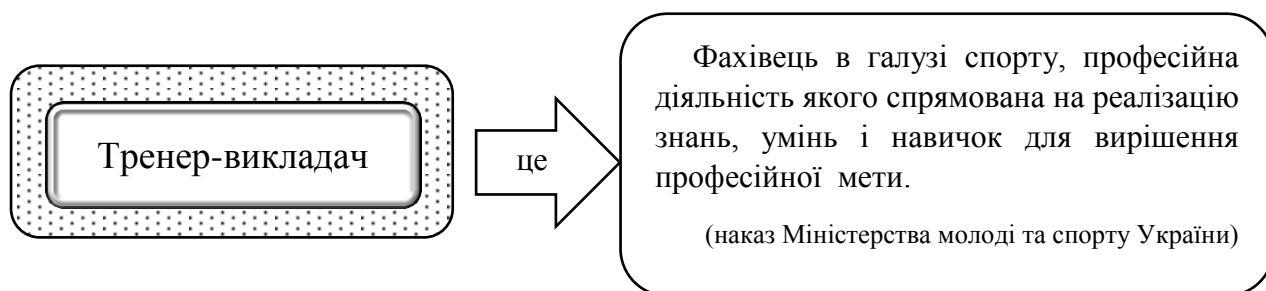 Тренер-викладач
це
Фахівець в галузі спорту, професійна
діяльність якого спрямована на реалізацію
знань, умінь і навичок для вирішення
професійної мети.
(наказ Міністерства молоді та спорту України)